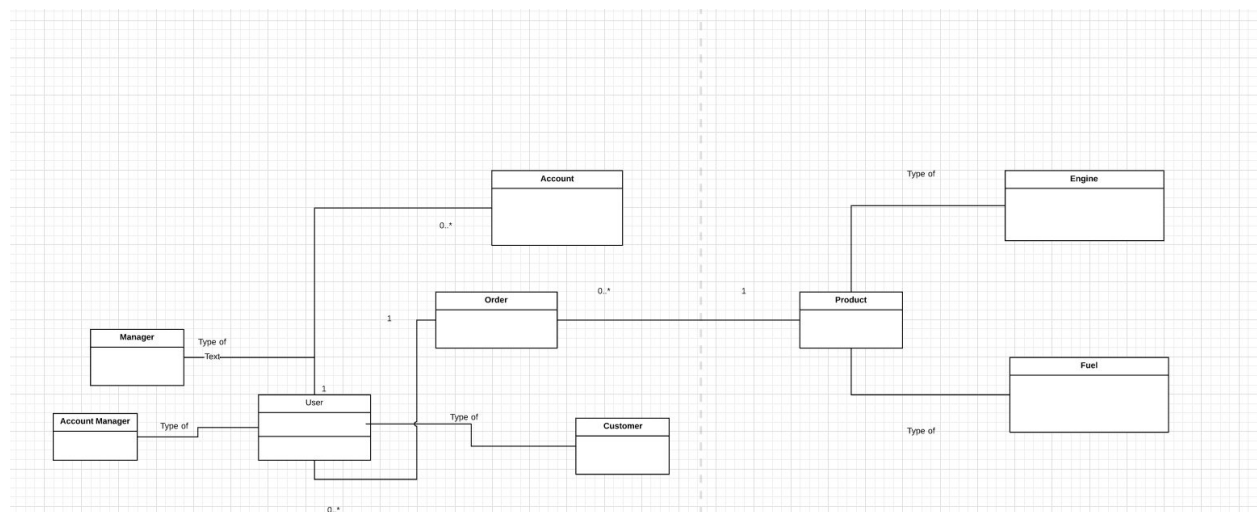 Account
0..*
Type of
Engine
Order
0..*
1
Product
1
Manager
Type of
Text
Fuel
1
User
Account Manager
Type of
Type of
Customer
Type of
0..*